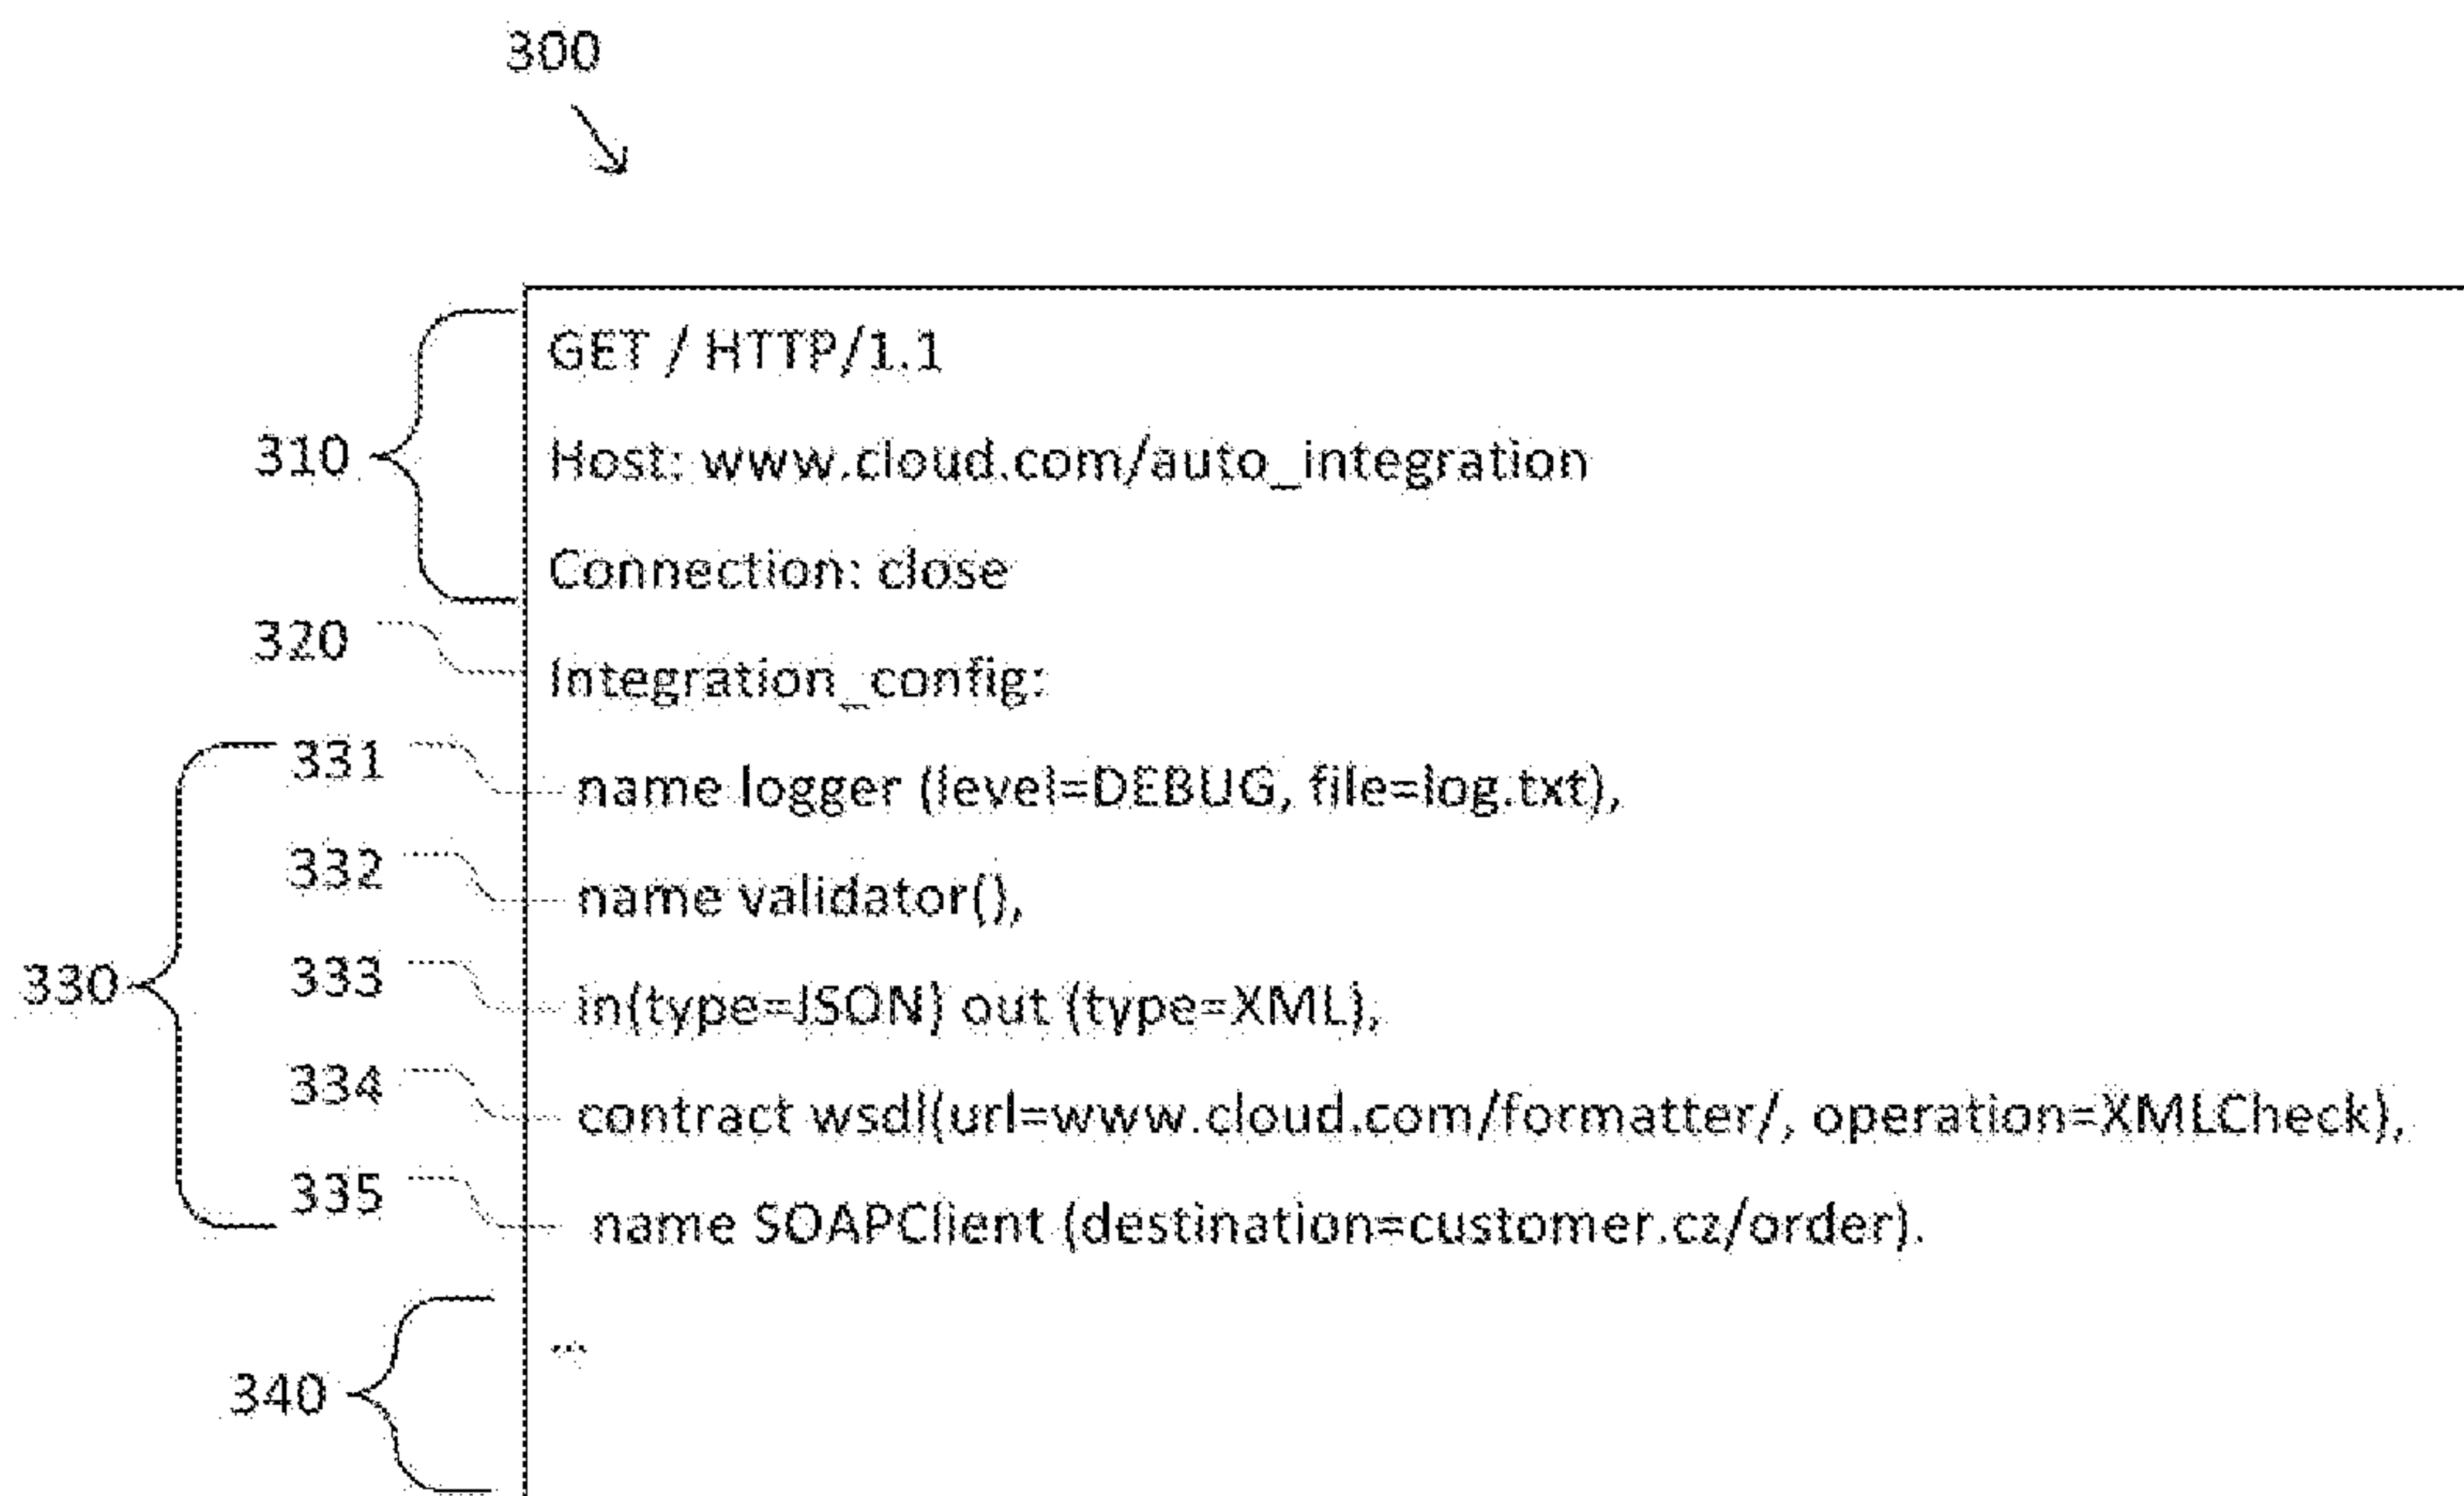 300
GET / HTTP/1.1
310
Host: www.cloud.com/auto_integration
Connection: close
320
Integration_config:
331
name logger (level=DEBUG, file=log.txt),
332
name validator(),
330
333
in(type=JSON) out (type=XML),
334
contract wsdl(url=www.cloud.com/formatter/, operation=XMLCheck),
335
name SOAPClient (destination=customer.cz/order).
...
340